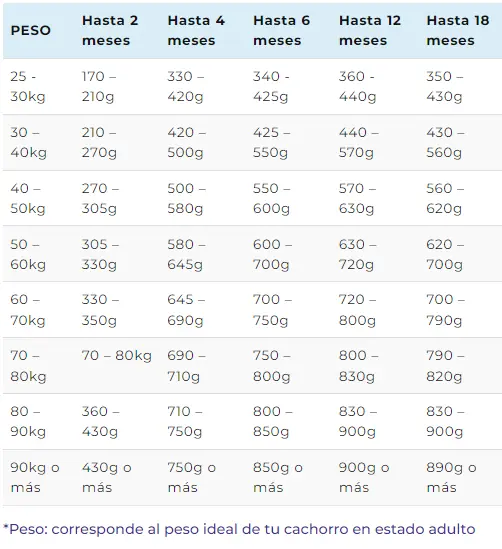 PESO Hasta 2 meses Hasta 4 meses Hasta 6 meses Hasta 12 meses Hasta 18 meses
25 - 30kg 170 – 210g 330 – 420g 340 - 425g 360 - 440g 350 – 430g
30 – 40kg 210 – 270g 420 – 500g 425 – 550g 440 – 570g 430 – 560g
40 – 50kg 270 – 305g 500 – 580g 550 – 600g 570 – 630g 560 – 620g
50 – 60kg 305 – 330g 580 – 645g 600 – 700g 630 – 720g 620 – 700g
60 – 70kg 330 – 350g 645 – 690g 700 – 750g 720 – 800g 700 – 790g
70 – 80kg 70 – 80kg 690 – 710g 750 – 800g 800 – 830g 790 – 820g
80 – 90kg 360 – 430g 710 – 750g 800 – 850g 830 – 900g 830 – 900g
90kg o más 430g o más 750g o más 850g o más 900g o más 890g o más
*Peso: corresponde al peso ideal de tu cachorro en estado adulto